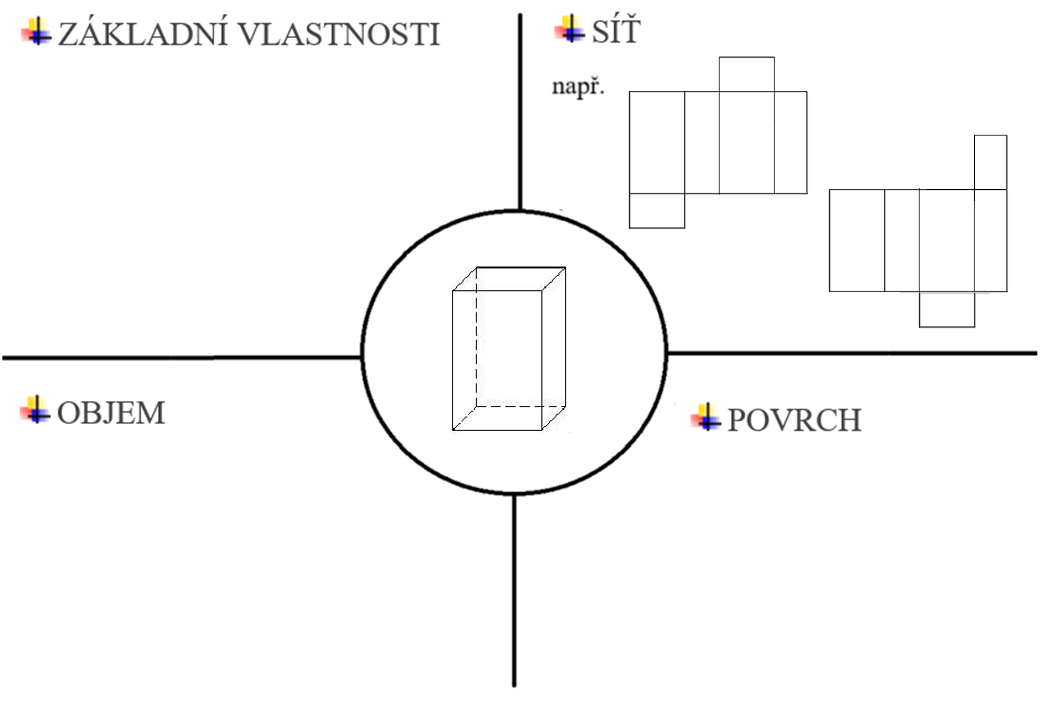 ZÁKLADNÍ VLASTNOSTI
SÍŤ
např.
OBJEM
POVRCH